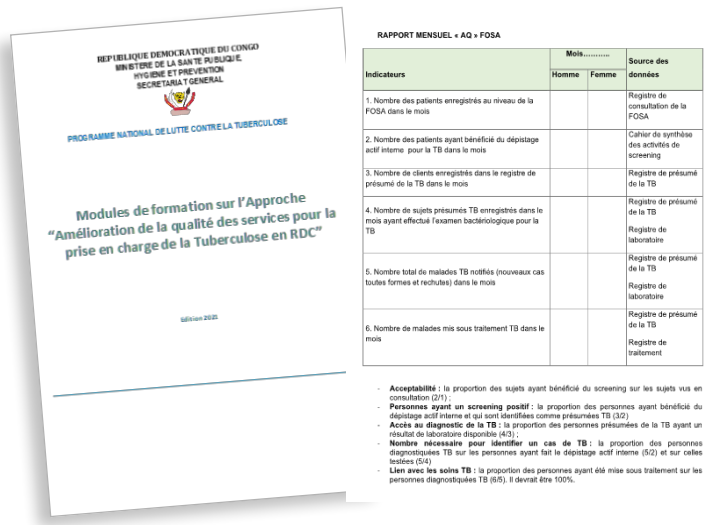 REPUBLIQUE DEMOCRATIQUE DU CONGO
MINISTERE DE LA SANTE PUBLIQUE,
HYGIENE ET PREVENTION
SECRETARIAT GENERAL
PROGRAMME NATIONAL DE LUTTE CONTRE LA TUBERCULOSE
Modules de formation sur l'Approche
"Amélioration de la qualité des services pour la
prise en charge de la Tuberculose en RDC"
Edition 2021
RAPPORT MENSUEL « AQ » FOSA
Indicateurs
Mois..........
Homme Femme
Source des
données
1. Nombre des patients enregistrés au niveau de la
FOSA dans le mois
Registre de
consultation de la
FOSA
2. Nombre des patients ayant bénéficié du dépistage
actif interne pour la TB dans le mois
Cahier de synthèse
des activités de
screening
3. Nombre de clients enregistrés dans le registre de
présumé de la TB dans le mois
Registre de présumé
de la TB
4. Nombre de sujets présumés TB enregistrés dans le
mois ayant effectué l'examen bactériologique pour la
TB
Registre de présumé
de la TB
Registre de
laboratoire
5. Nombre total de malades TB notifiés (nouveaux cas
toutes formes et rechutes) dans le mois
Registre de présumé
de la TB
Registre de
laboratoire
6. Nombre de malades mis sous traitement TB dans le
mois
Registre de présumé
de la TB
Registre de
traitement
- Acceptabilité : la proportion des sujets ayant bénéficié du screening sur les sujets vus en
consultation (2/1) ;
- Personnes ayant un screening positif : la proportion des personnes ayant bénéficié du
dépistage actif interne et qui sont identifiées comme présumées TB (3/2)
- Accès au diagnostic de la TB : la proportion des personnes présumées de la TB ayant un
résultat de laboratoire disponible (4/3) ;
- Nombre nécessaire pour identifier un cas de TB : la proportion des personnes
diagnostiquées TB sur les personnes ayant fait le dépistage actif interne (5/2) et sur celles
testées (5/4)
- Lien avec les soins TB : la proportion des personnes ayant été mise sous traitement sur les
personnes diagnostiquées TB (6/5). Il devrait être 100%.